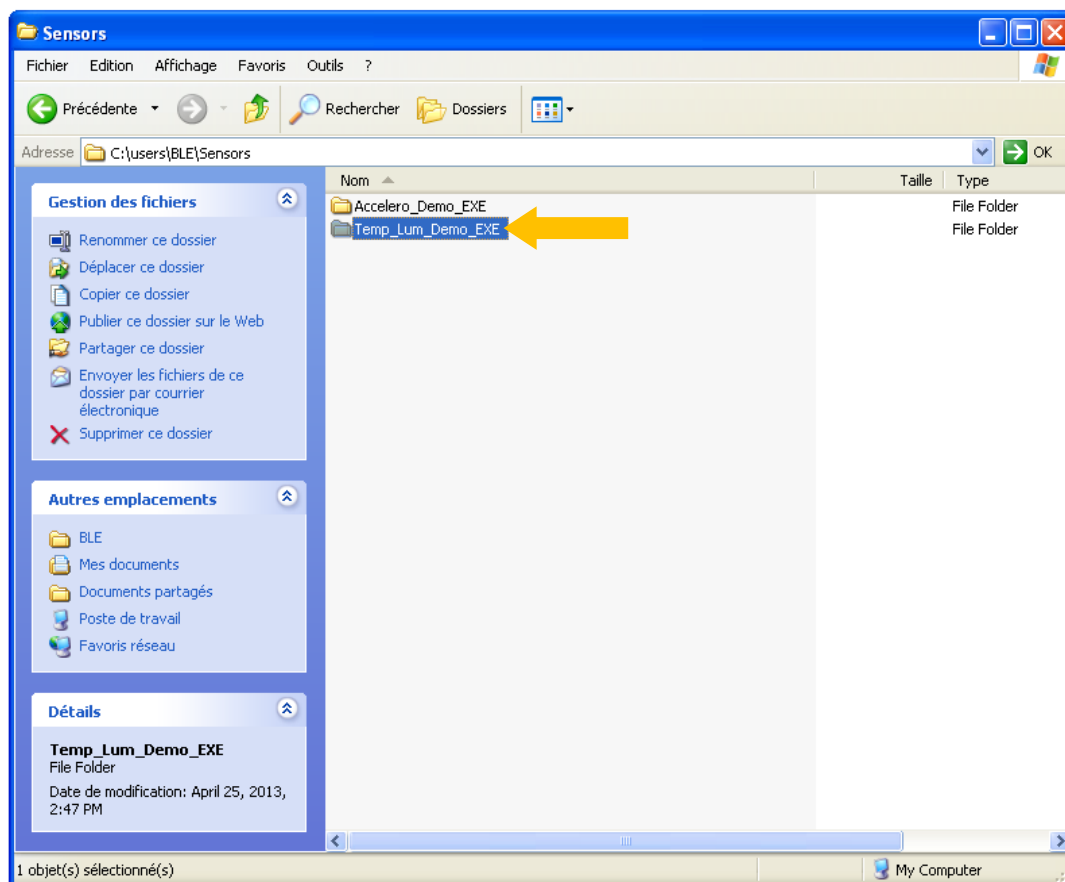 Sensors
Fichier Edition Affichage Favoris Outils ?
Précédente Rechercher Dossiers
Adresse C:\users\BLE\Sensors OK
Gestion des fichiers
Renommer ce dossier
Déplacer ce dossier
Copier ce dossier
Publier ce dossier sur le Web
Partager ce dossier
Envoyer les fichiers de ce
dossier par courrier
électronique
Supprimer ce dossier
Autres emplacements
BLE
Mes documents
Documents partagés
Poste de travail
Favoris réseau
Détails
Temp_Lum_Demo_EXE
File Folder
Date de modification: April 25, 2013,
2:47 PM
Nom Taille Type
Accelero_Demo_EXE File Folder
Temp_Lum_Demo_EXE File Folder
1 objet(s) sélectionné(s) My Computer